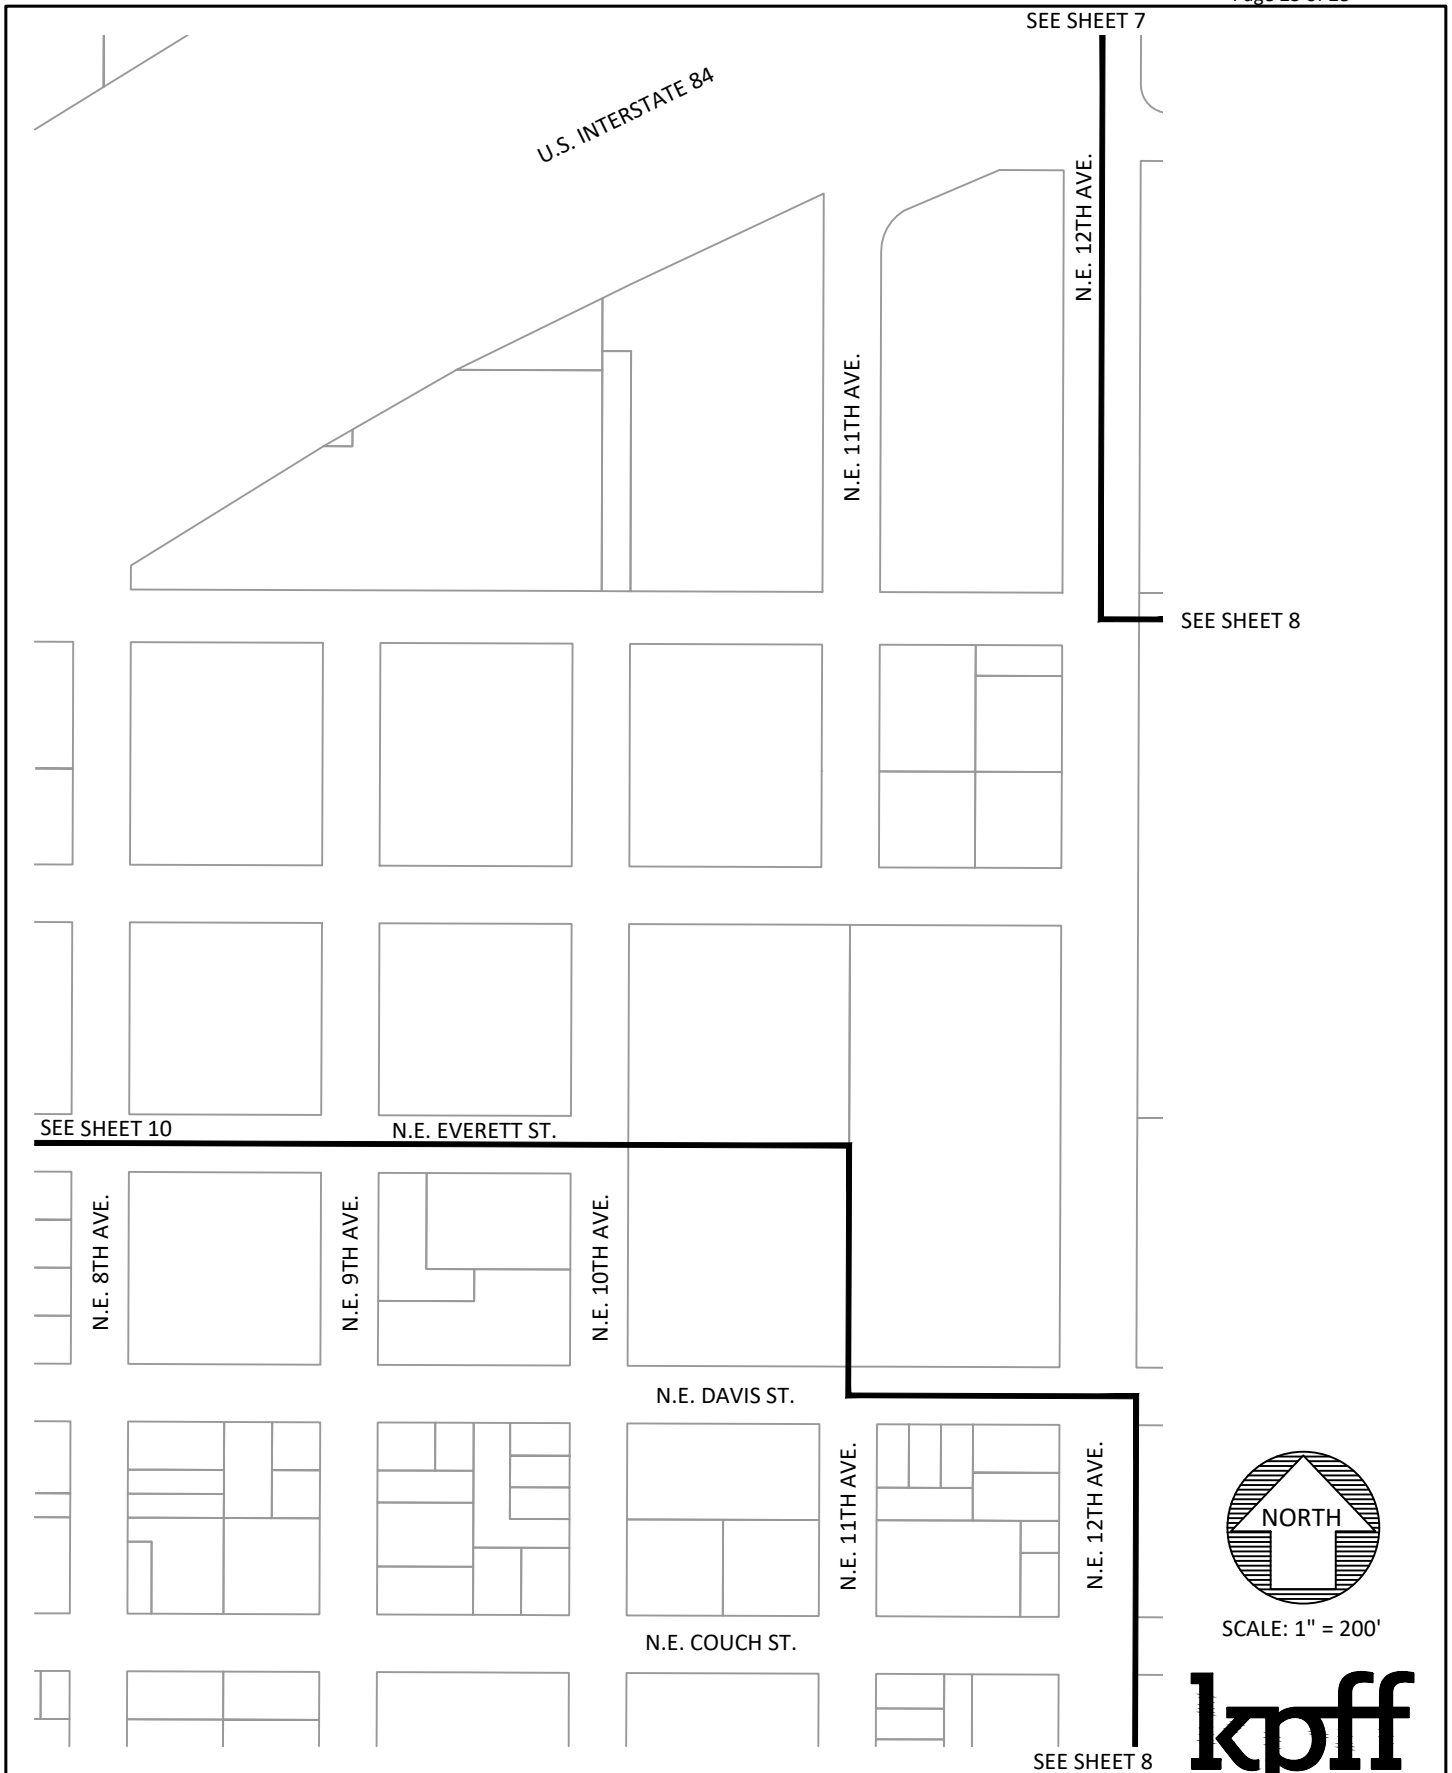 SEE SHEET 7
U.S. INTERSTATE 84
N.E. 12TH AVE.
N.E. 11TH AVE.
SEE SHEET 8
SEE SHEET 10
N.E. EVERETT ST.
N.E. 8TH AVE.
N.E. 9TH AVE.
N.E. 10TH AVE.
N.E. DAVIS ST.
N.E. 11TH AVE.
N.E. 12TH AVE.
NORTH
SCALE: 1" = 200'
N.E. COUCH ST.
kpff
SEE SHEET 8